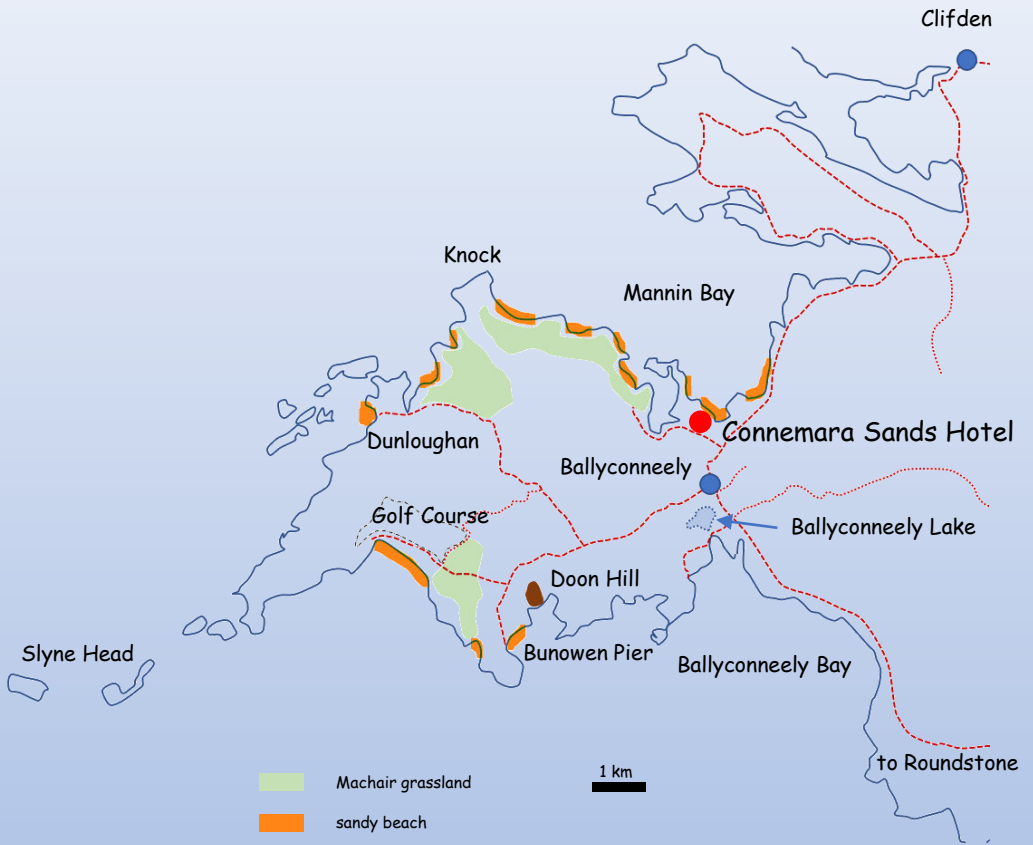 Clifden
Knock
Mannin Bay
Dunloughan
Connemara Sands Hotel
Ballyconneely
Golf Course
Ballyconneely Lake
Doon Hill
Slyne Head
Bunowen Pier
Ballyconneely Bay
to Roundstone
1 km
Machair grassland
sandy beach